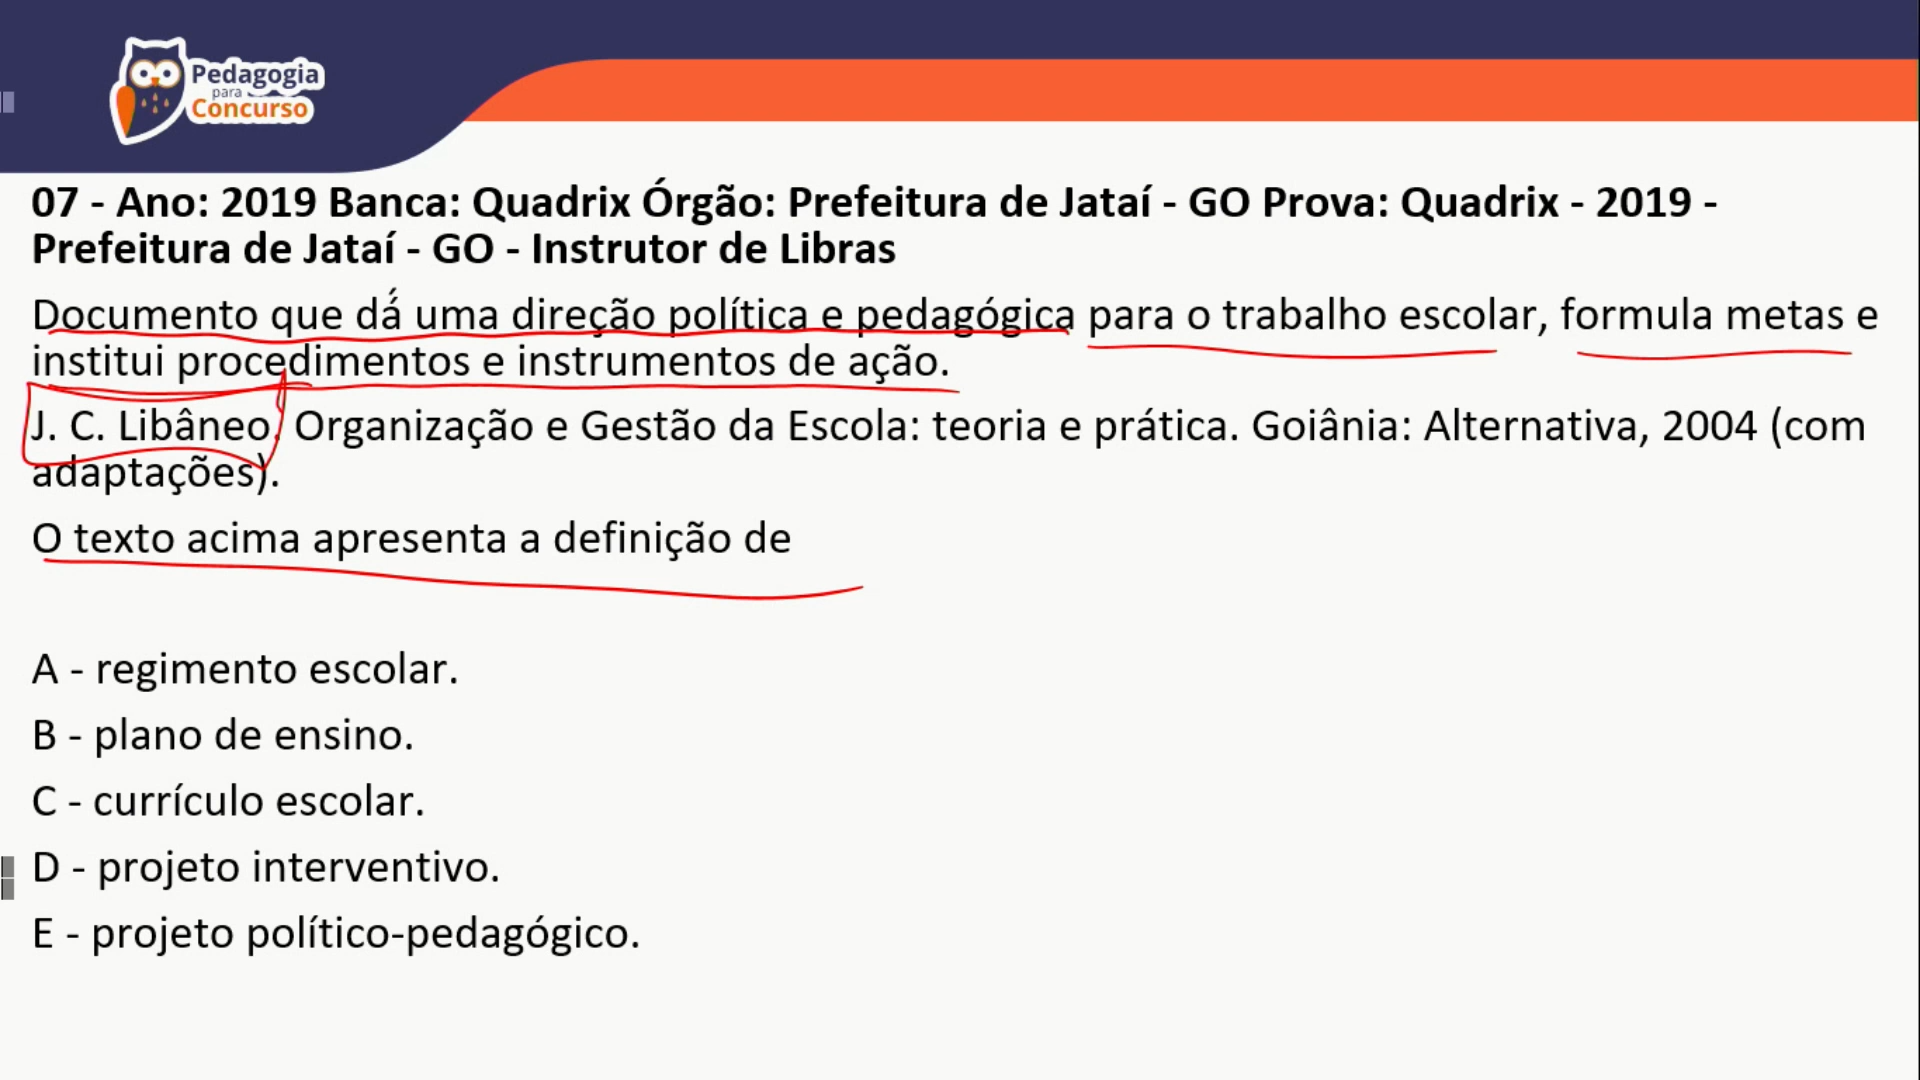 Pedagogia
para
Concurso
07 - Ano: 2019 Banca: Quadrix Órgão: Prefeitura de Jataí - GO Prova: Quadrix - 2019 -
Prefeitura de Jataí - GO - Instrutor de Libras
Documento que dá uma direção política e pedagógica para o trabalho escolar, formula metas e
institui procedimentos e instrumentos de ação.
J. C. Libâneo. Organização e Gestão da Escola: teoria e prática. Goiânia: Alternativa, 2004 (com
adaptações).
O texto acima apresenta a definição de
A - regimento escolar.
B - plano de ensino.
C - currículo escolar.
D - projeto interventivo.
E - projeto político-pedagógico.